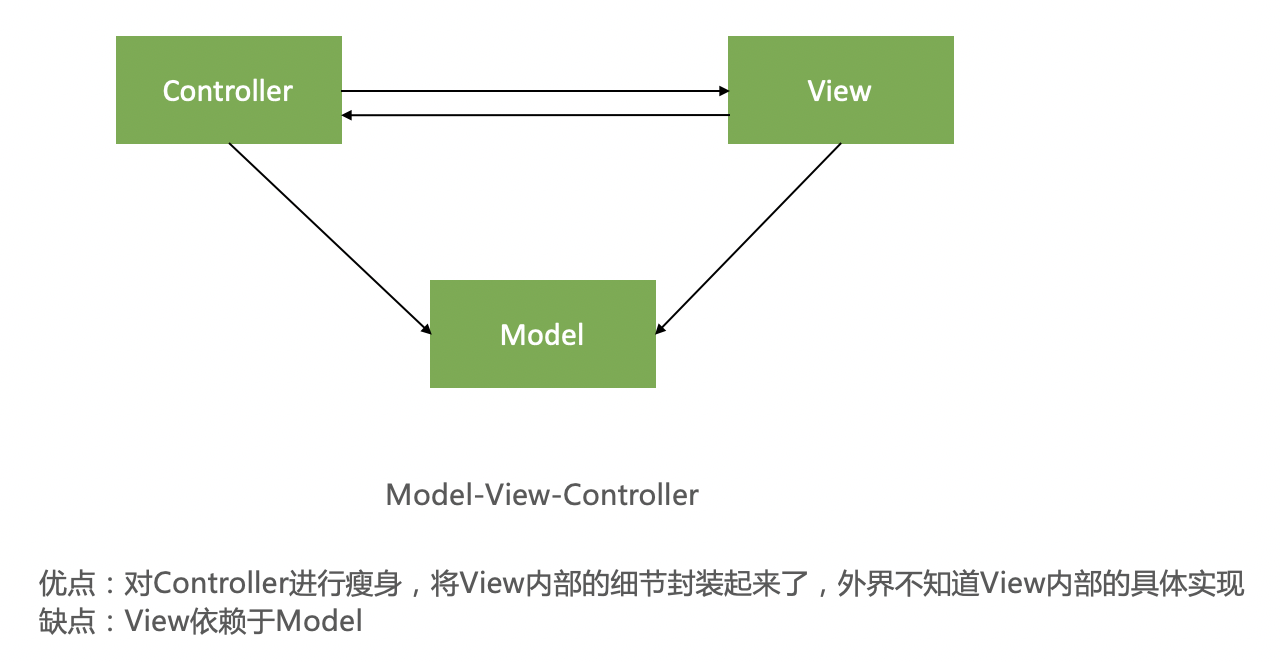 Controller
View
Model
Model-View-Controller
优点：对Controller进行瘦身，将View内部的细节封装起来了，外界不知道View内部的具体实现
缺点：View依赖于Model